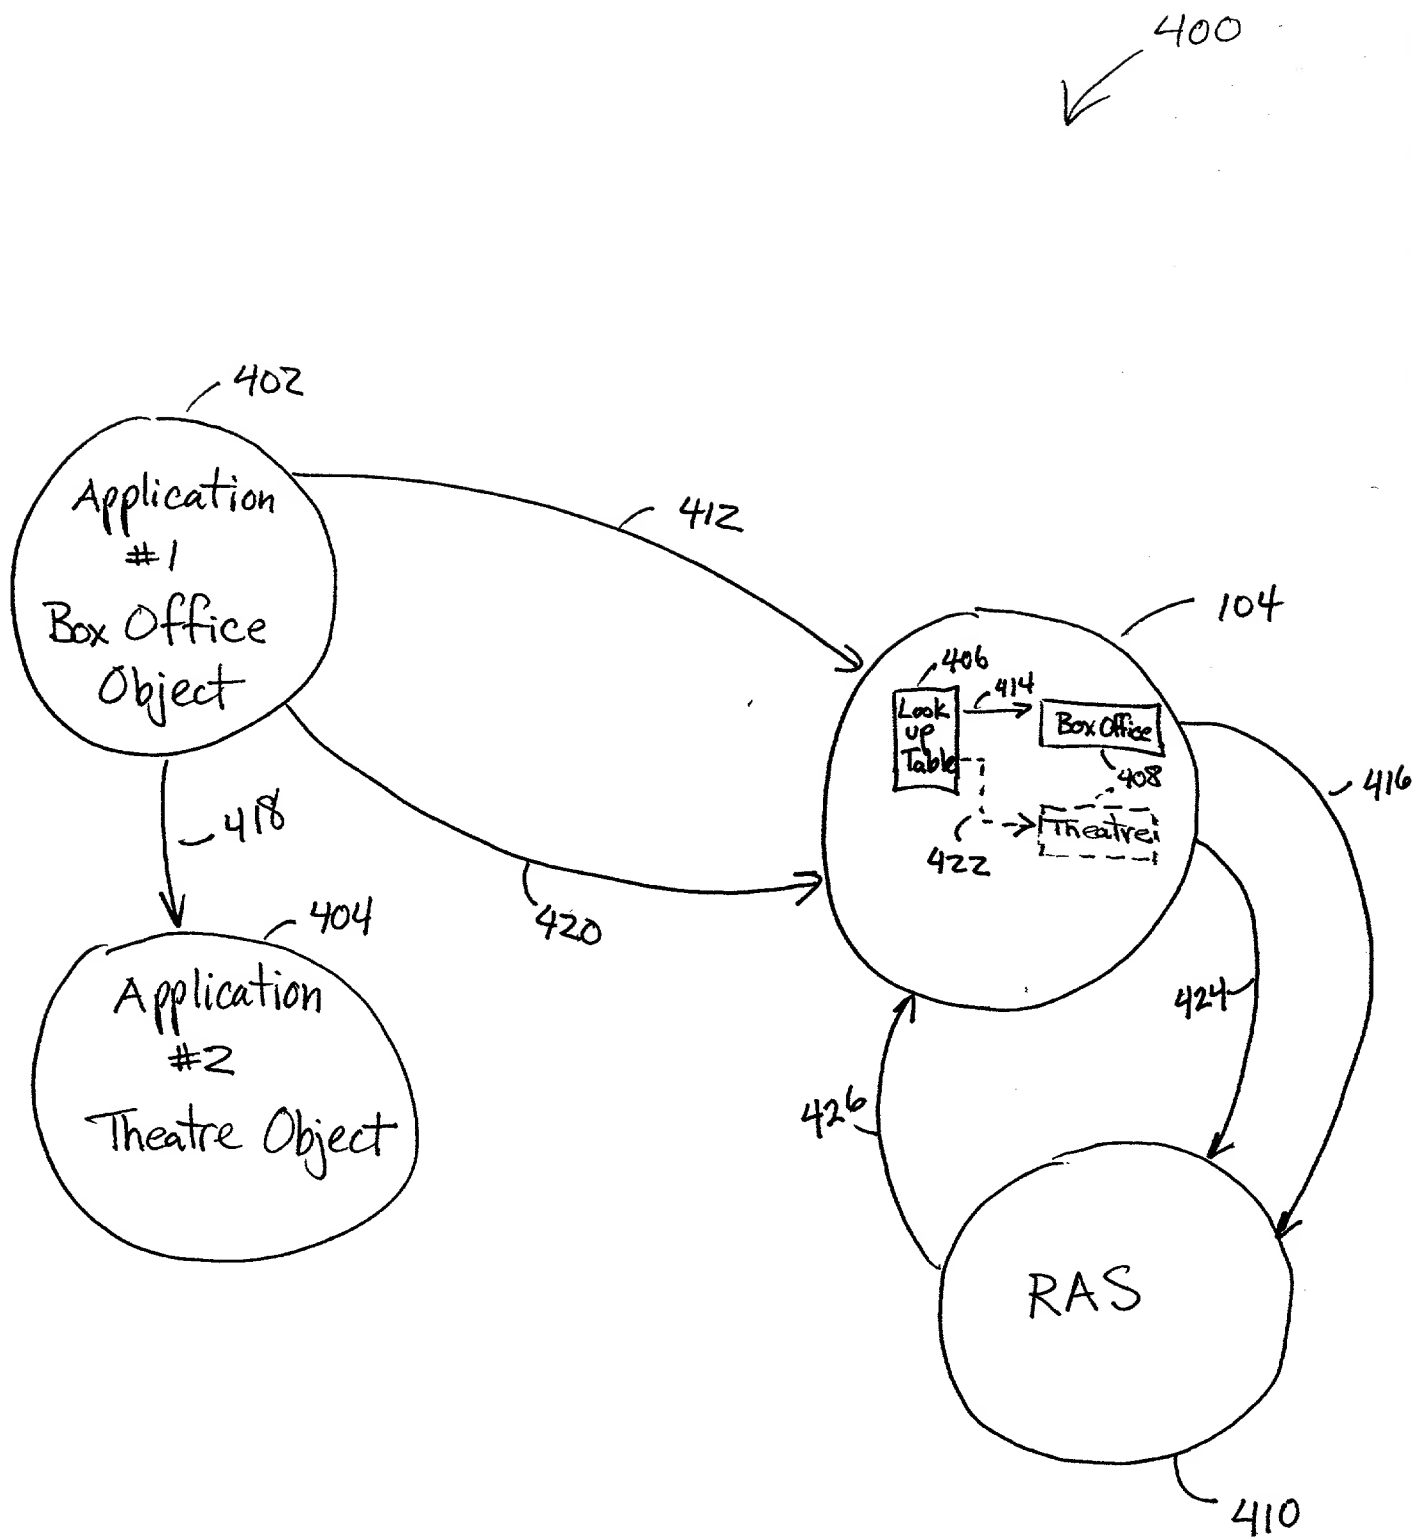 400
402
Application
#1
Box Office
Object
412
104
406
414
Look
up
Table
Box Office
408
Theatre
422
416
418
420
404
Application
#2
Theatre Object
424
426
RAS
410